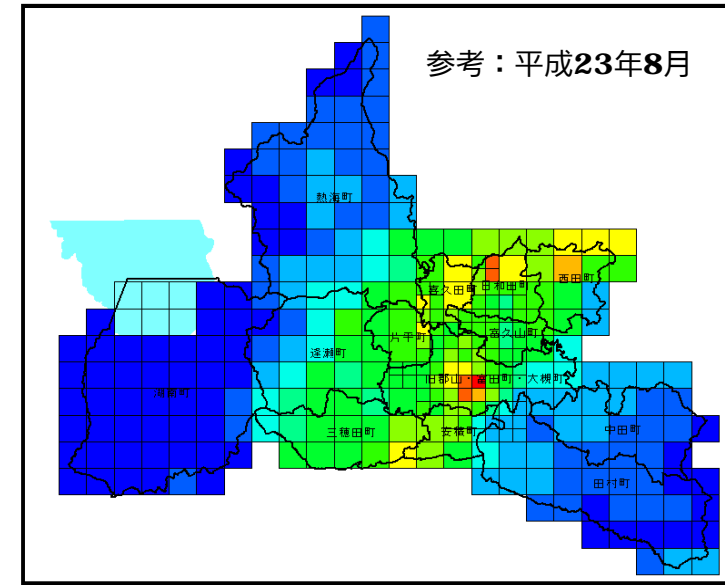 参考：平成23年8月
熱海町
西田町
喜久田町
日和田町
富久山町
片平町
逢瀬町
旧郡山・富田町・大槻町
湖南町
三穂田町
安積町
中田町
田村町